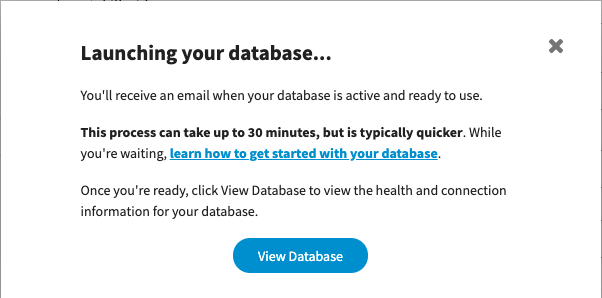 Launching your database...
You'll receive an email when your database is active and ready to use.
This process can take up to 30 minutes, but is typically quicker. While
you're waiting, learn how to get started with your database.
Once you're ready, click View Database to view the health and connection
information for your database.
View Database